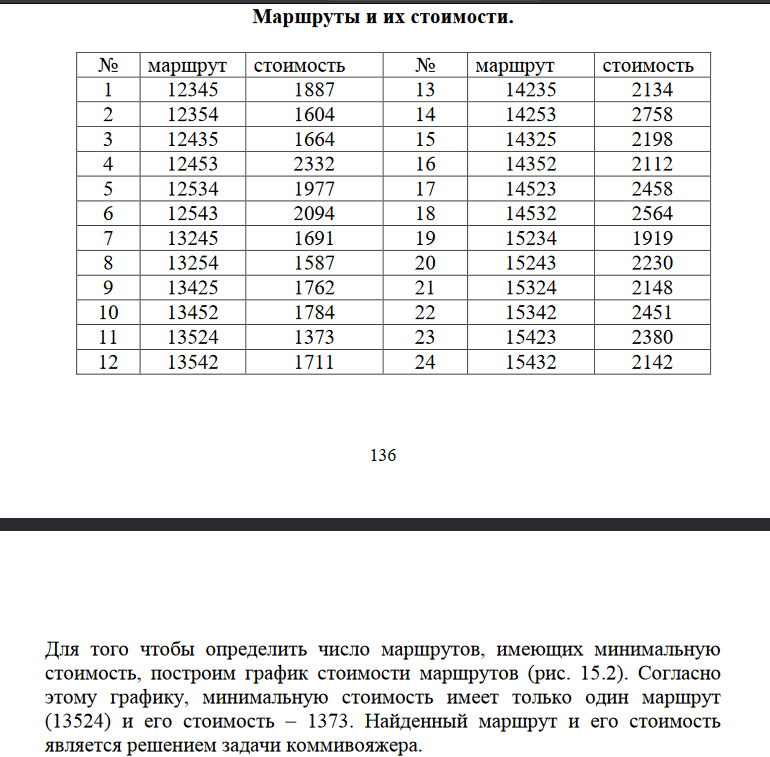 Маршруты и их стоимости.
№ маршрут стоимость № маршрут стоимость
1 12345 1887 13 14235 2134
2 12354 1604 14 14253 2758
3 12435 1664 15 14325 2198
4 12453 2332 16 14352 2112
5 12534 1977 17 14523 2458
6 12543 2094 18 14532 2564
7 13245 1691 19 15234 1919
8 13254 1587 20 15243 2230
9 13425 1762 21 15324 2148
10 13452 1784 22 15342 2451
11 13524 1373 23 15423 2380
12 13542 1711 24 15432 2142
136
Для того чтобы определить число маршрутов, имеющих минимальную
стоимость, построим график стоимости маршрутов (рис. 15.2). Согласно
этому графику, минимальную стоимость имеет только один маршрут
(13524) и его стоимость – 1373. Найденный маршрут и его стоимость
является решением задачи коммивояжера.